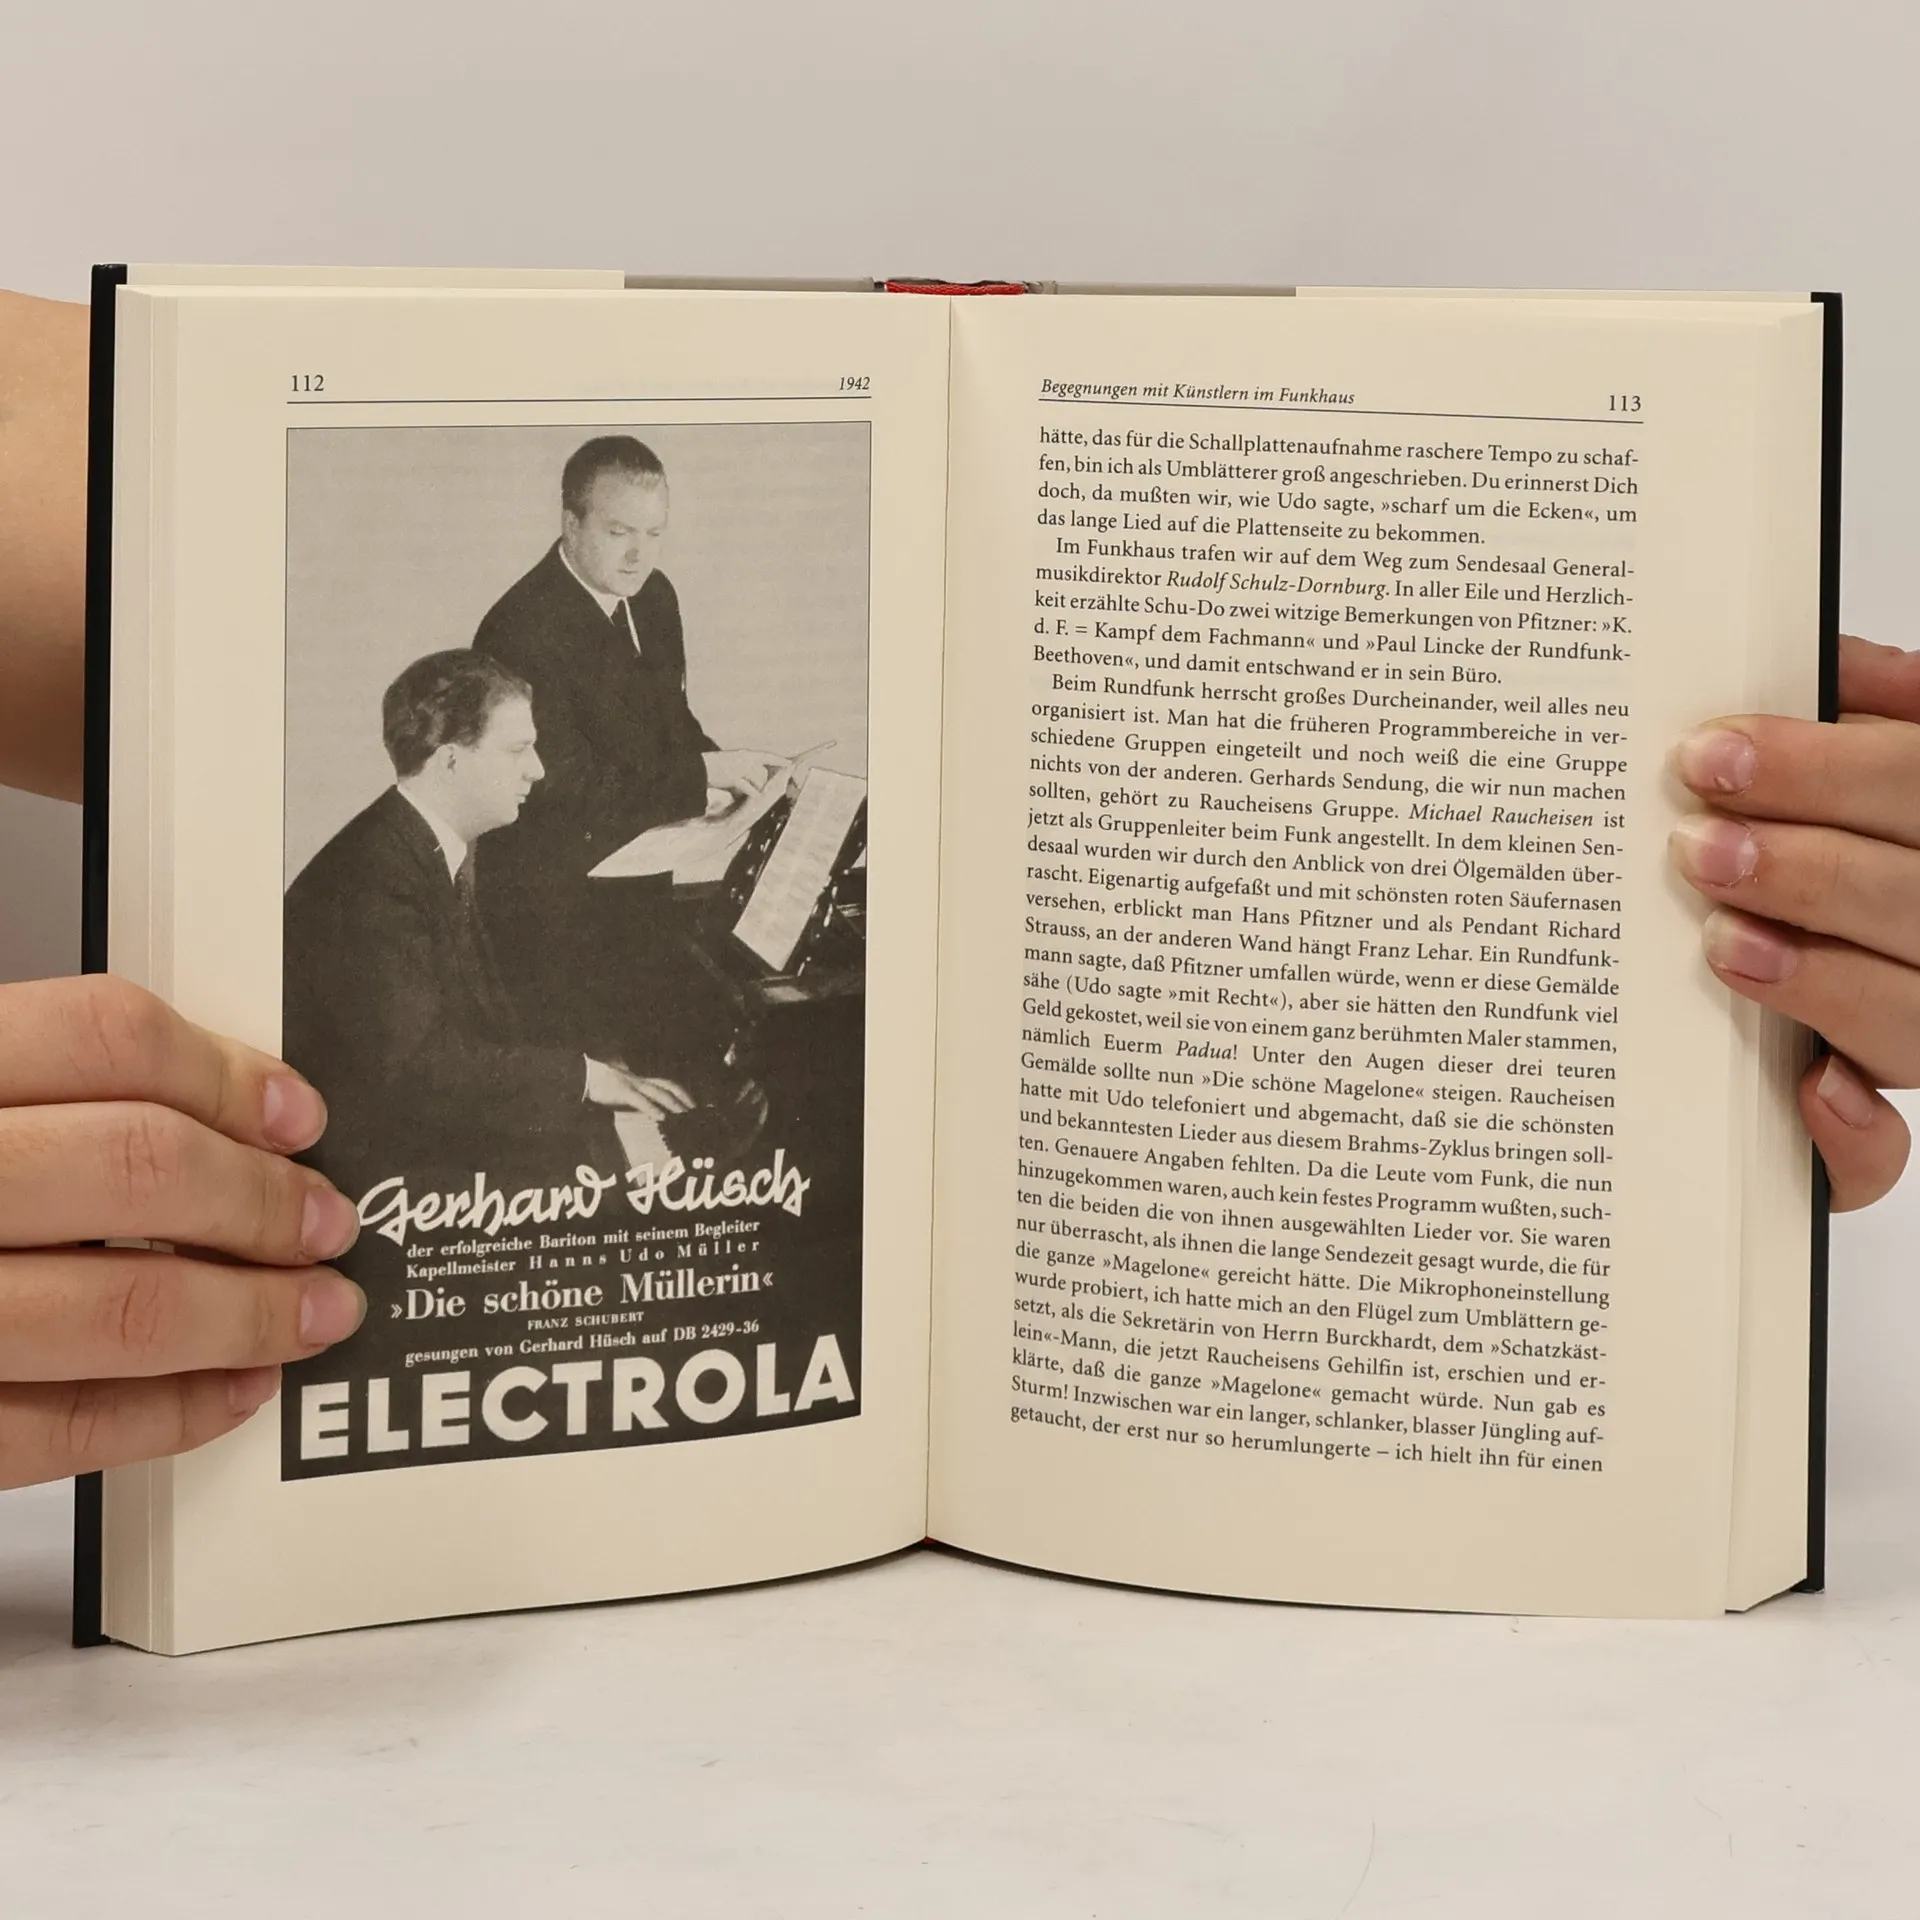 112
1942
Gerhard Hüsch
der erfolgreiche Bariton mit seinem Begleiter
Kapellmeister Hanns Udo Müller
»Die schöne Müllerin«
FRANZ SCHUBERT
gesungen von Gerhard Hüsch auf DB 2429-36
ELECTROLA
Begegnungen mit Künstlern im Funkhaus
113
hätte, das für die Schallplattenaufnahme raschere Tempo zu schaf-
fen, bin ich als Umblätterer groß angeschrieben. Du erinnerst Dich
doch, da mußten wir, wie Udo sagte, »scharf um die Ecken«, um
das lange Lied auf die Plattenseite zu bekommen.
Im Funkhaus trafen wir auf dem Weg zum Sendesaal General-
musikdirektor Rudolf Schulz-Dornburg. In aller Eile und Herzlich-
keit erzählte Schu-Do zwei witzige Bemerkungen von Pfitzner: »K.
d. F. = Kampf dem Fachmann« und »Paul Lincke der Rundfunk-
Beethoven«, und damit entschwand er in sein Büro.
Beim Rundfunk herrscht großes Durcheinander, weil alles neu
organisiert ist. Man hat die früheren Programmbereiche in ver-
schiedene Gruppen eingeteilt und noch weiß die eine Gruppe
nichts von der anderen. Gerhards Sendung, die wir nun machen
sollten, gehört zu Raucheisens Gruppe. Michael Raucheisen ist
jetzt als Gruppenleiter beim Funk angestellt. In dem kleinen Sen-
desaal wurden wir durch den Anblick von drei Ölgemälden über-
rascht. Eigenartig aufgefaßt und mit schönsten roten Säufernasen
versehen, erblickt man Hans Pfitzner und als Pendant Richard
Strauss, an der anderen Wand hängt Franz Lehar. Ein Rundfunk-
mann sagte, daß Pfitzner umfallen würde, wenn er diese Gemälde
sähe (Udo sagte »mit Recht«), aber sie hätten den Rundfunk viel
Geld gekostet, weil sie von einem ganz berühmten Maler stammen,
nämlich Euerm Padua! Unter den Augen dieser drei teuren
Gemälde sollte nun »Die schöne Magelone« steigen. Raucheisen
hatte mit Udo telefoniert und abgemacht, daß sie die schönsten
und bekanntesten Lieder aus diesem Brahms-Zyklus bringen soll-
ten. Genauere Angaben fehlten. Da die Leute vom Funk, die nun
hinzugekommen waren, auch kein festes Programm wußten, such-
ten die beiden die von ihnen ausgewählten Lieder vor. Sie waren
nur überrascht, als ihnen die lange Sendezeit gesagt wurde, die für
die ganze »Magelone« gereicht hätte. Die Mikrophoneinstellung
wurde probiert, ich hatte mich an den Flügel zum Umblättern ge-
setzt, als die Sekretärin von Herrn Burckhardt, dem »Schatzkäst-
lein«-Mann, die jetzt Raucheisens Gehilfin ist, erschien und er-
klärte, daß die ganze »Magelone« gemacht würde. Nun gab es
Sturm! Inzwischen war ein langer, schlanker, blasser Jüngling auf-
getaucht, der erst nur so herumlungerte – ich hielt ihn für einen